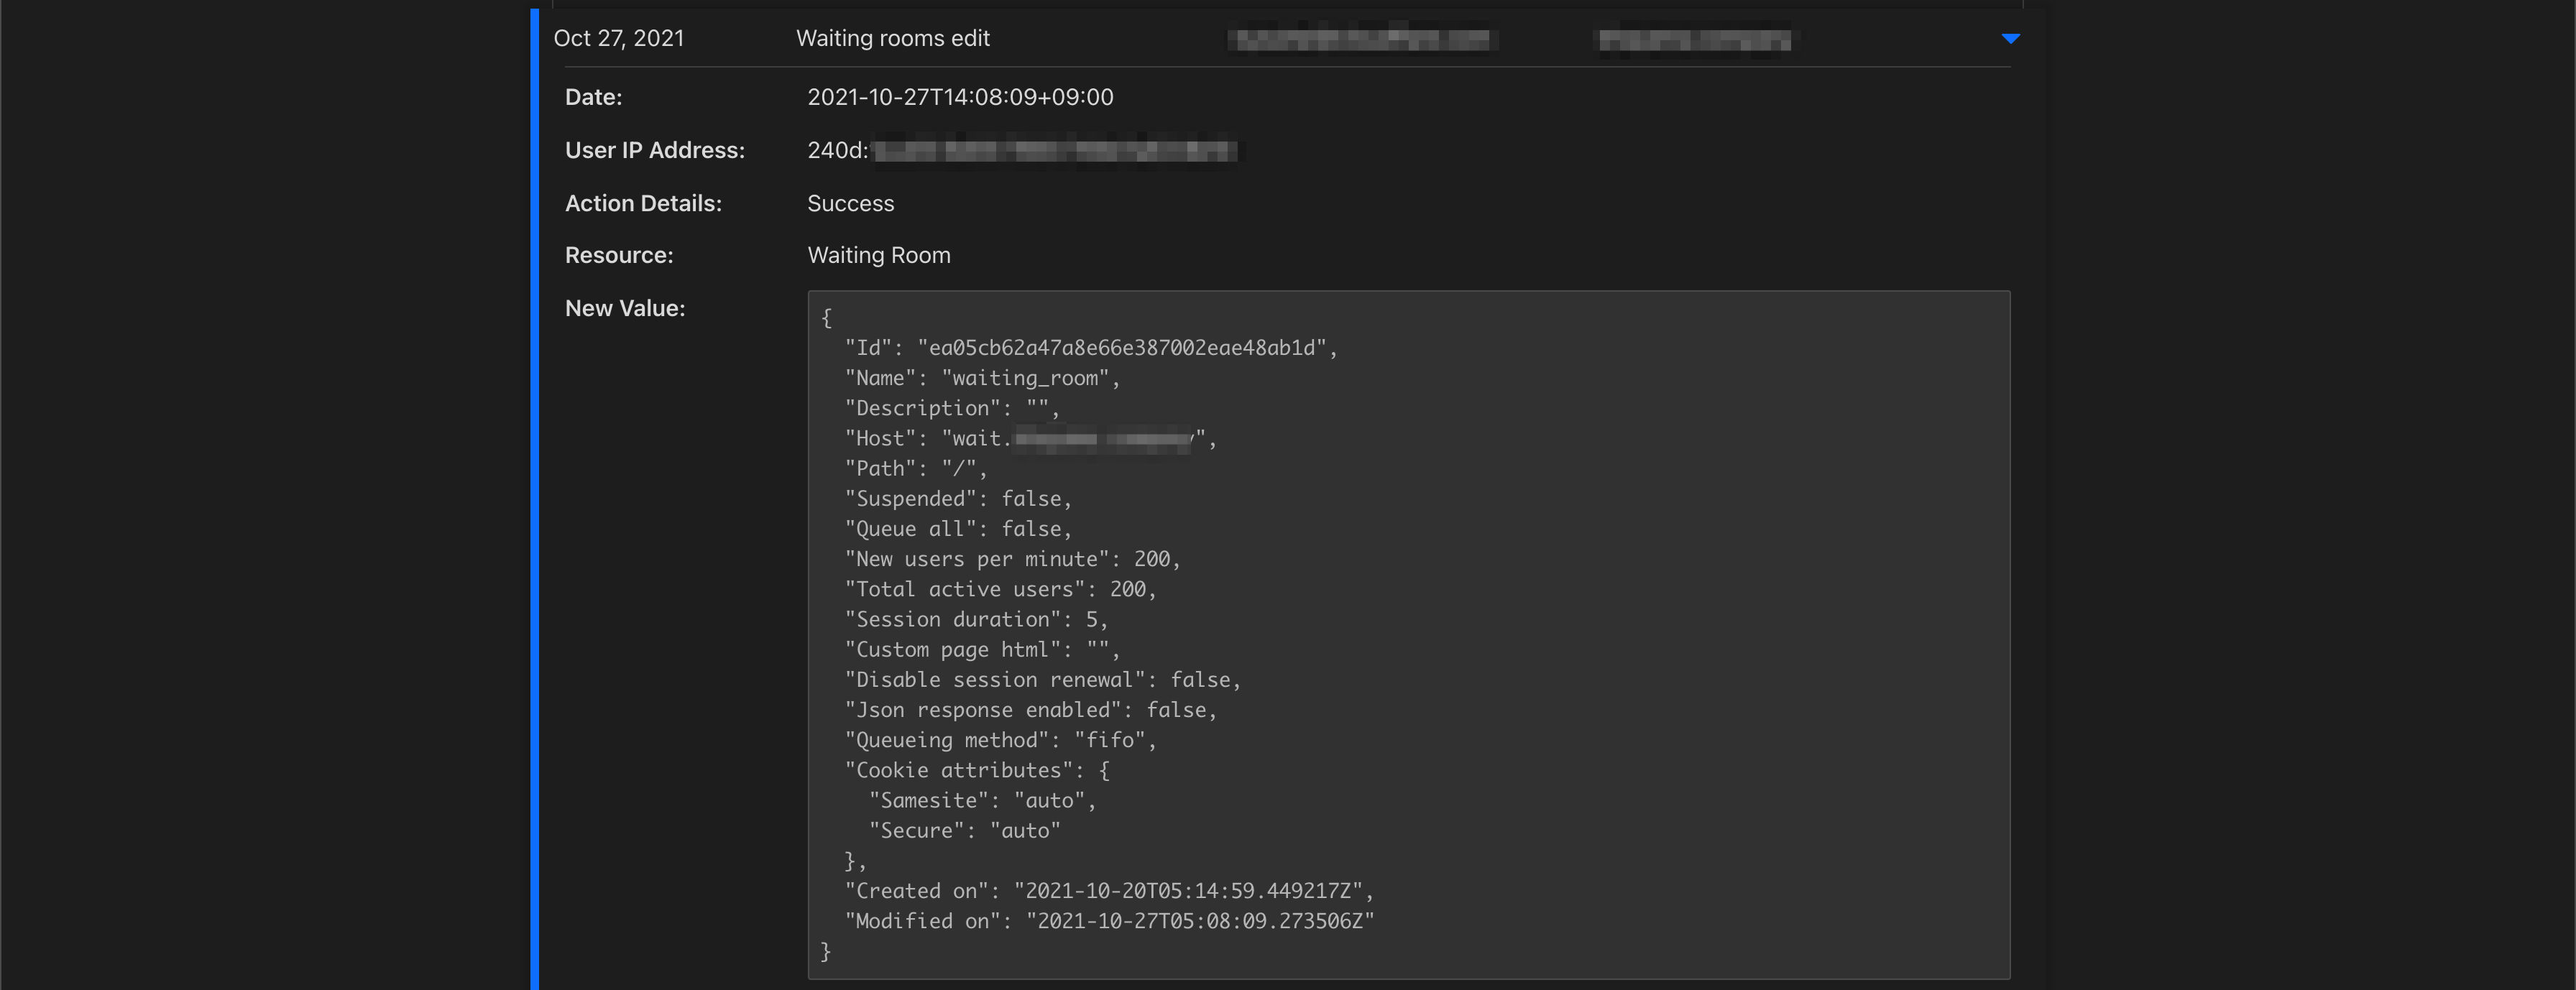 Oct 27, 2021 Waiting rooms edit
Date: 2021-10-27T14:08:09+09:00
User IP Address: 240d:
Action Details: Success
Resource: Waiting Room
New Value:
{
"Id": "ea05cb62a47a8e66e387002eae48ab1d",
"Name": "waiting_room",
"Description": "",
"Host": "wait. ",
"Path": "/",
"Suspended": false,
"Queue all": false,
"New users per minute": 200,
"Total active users": 200,
"Session duration": 5,
"Custom page html": "",
"Disable session renewal": false,
"Json response enabled": false,
"Queueing method": "fifo",
"Cookie attributes": {
"Samesite": "auto",
"Secure": "auto"
},
"Created on": "2021-10-20T05:14:59.449217Z",
"Modified on": "2021-10-27T05:08:09.273506Z"
}